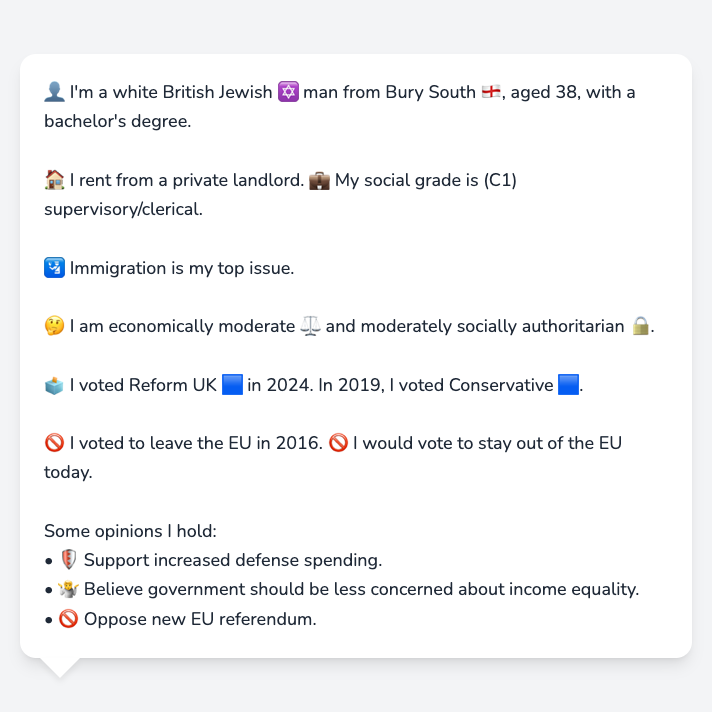 👤 I'm a white British Jewish ✡️ man from Bury South 🏴󠁧󠁢󠁥󠁮󠁧󠁿, aged 38, with a
bachelor's degree.
🏠 I rent from a private landlord. 💼 My social grade is (C1)
supervisory/clerical.
🛂 Immigration is my top issue.
🤔 I am economically moderate ⚖️ and moderately socially authoritarian 🔒.
🗳️ I voted Reform UK 🟦 in 2024. In 2019, I voted Conservative 🟦.
🚫 I voted to leave the EU in 2016. 🚫 I would vote to stay out of the EU
today.
Some opinions I hold:
• 🛡️ Support increased defense spending.
• 🤷 Believe government should be less concerned about income equality.
• 🚫 Oppose new EU referendum.